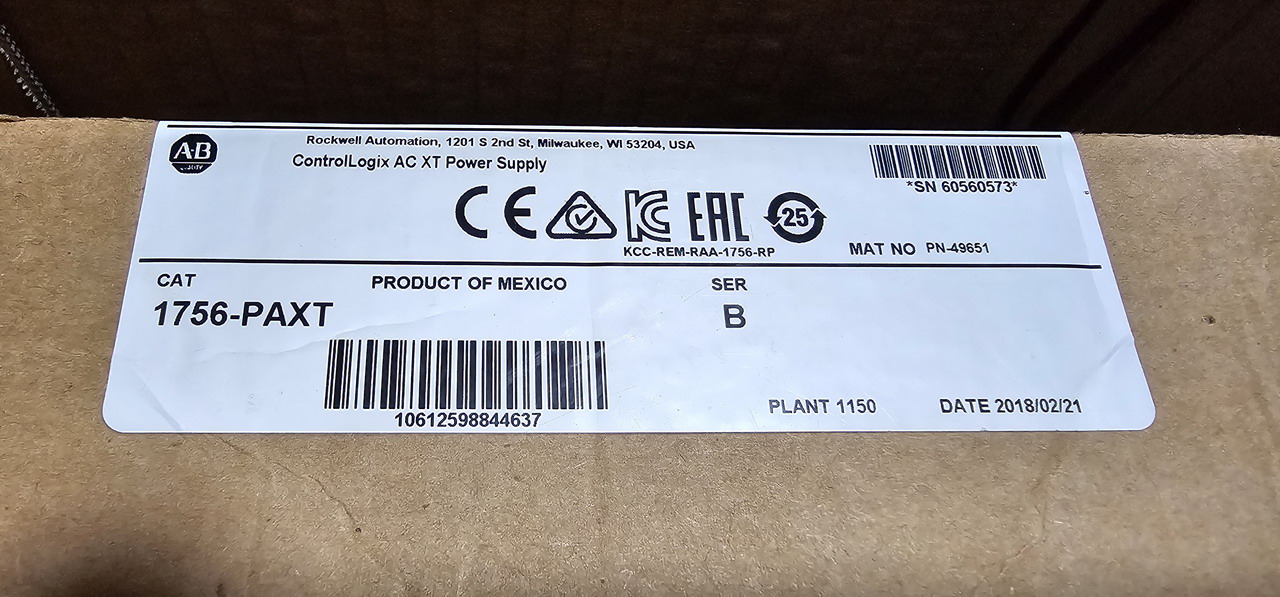 A-B
Rockwell Automation, 1201 S 2nd St, Milwaukee, WI 53204, USA
ControlLogix AC XT Power Supply
*SN 60560573*
CE
KC
EAC
25
KCC-REM-RAA-1756-RP
MAT NO PN-49651
CAT
PRODUCT OF MEXICO
SER
1756-PAXT
B
10612598844637
PLANT 1150
DATE 2018/02/21